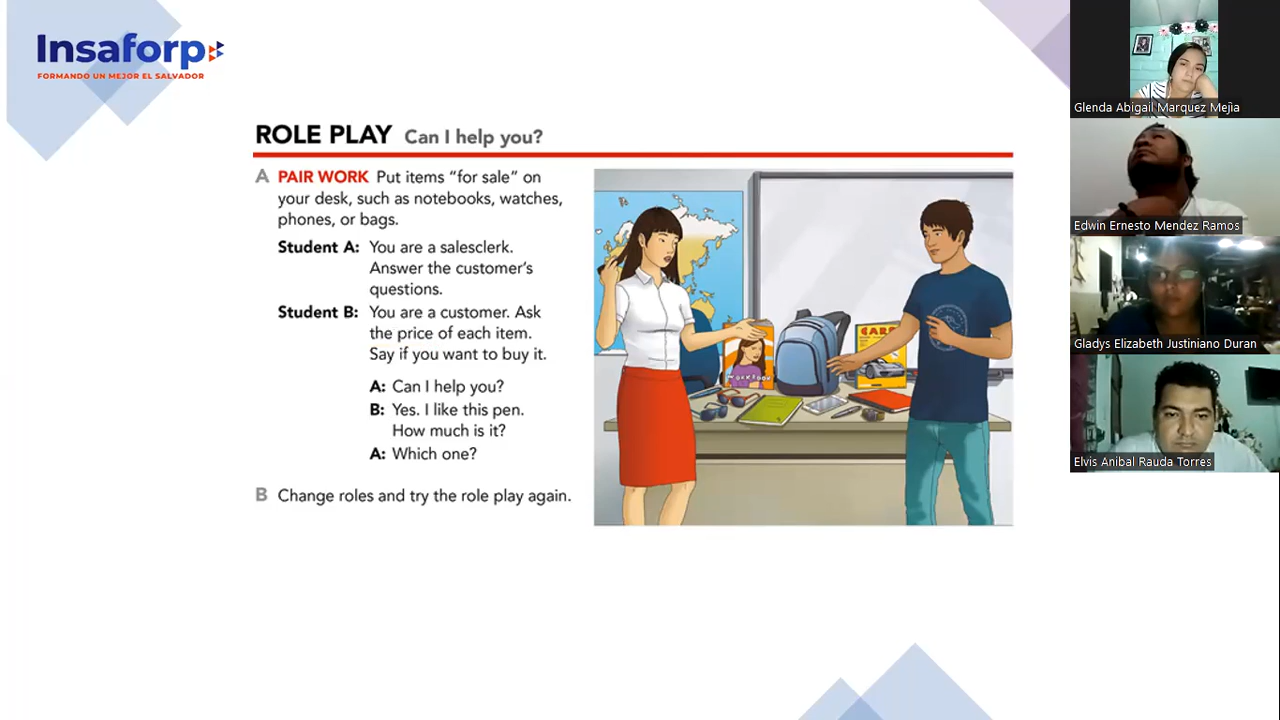 Insaforp
FORMANDO UN MEJOR EL SALVADOR
ROLE PLAY Can I help you?
A PAIR WORK Put items “for sale” on
your desk, such as notebooks, watches,
phones, or bags.
Student A: You are a salesclerk.
Answer the customer’s
questions.
Student B: You are a customer. Ask
the price of each item.
Say if you want to buy it.
A: Can I help you?
B: Yes. I like this pen.
How much is it?
A: Which one?
B Change roles and try the role play again.
CARS
Glenda Abigail Marquez Mejia
Edwin Ernesto Mendez Ramos
Gladys Elizabeth Justiniano Duran
Elvis Anibal Rauda Torres